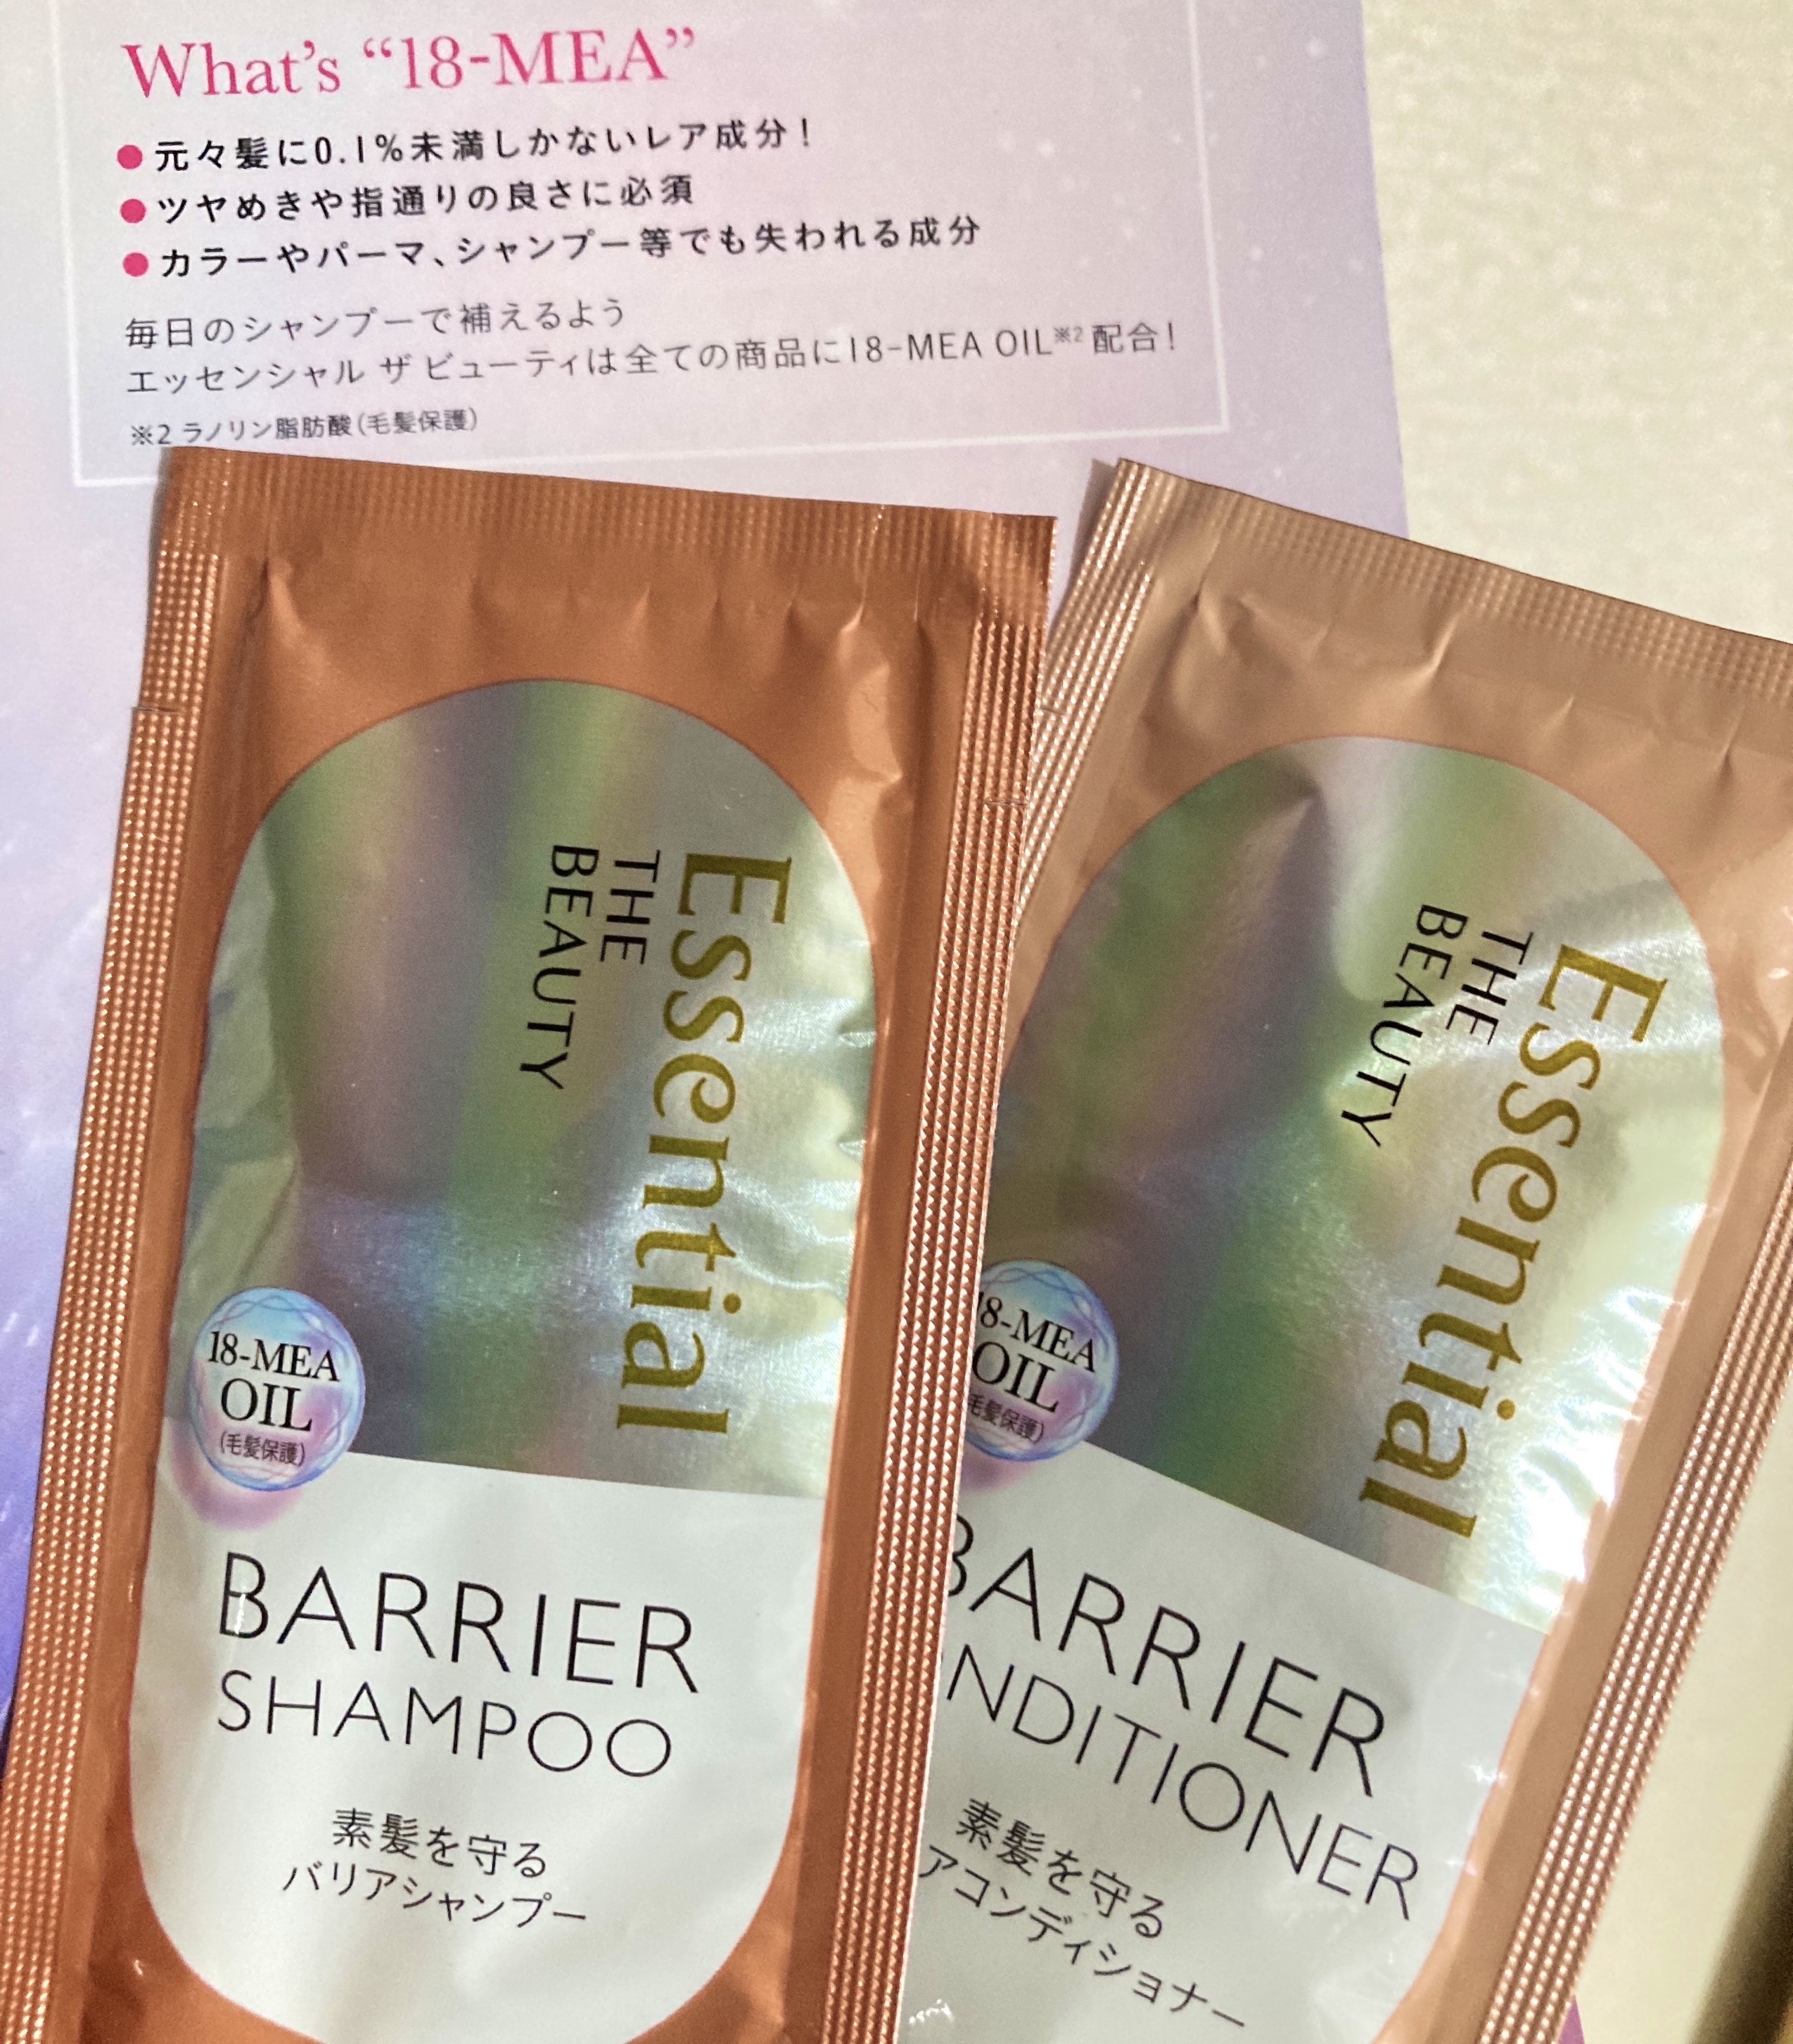 What's “18-MEA”
●元々髪に0.1%未満しかないレア成分！
●ツヤめきや指通りの良さに必須
●カラーやパーマ、シャンプー等でも失われる成分
毎日のシャンプーで補えるよう
エッセンシャル ザ ビューティは全ての商品に18-MEA OIL※2 配合！
※2 ラノリン脂肪酸（毛髪保護）
Essential
THE
BEAUTY
18-MEA
OIL
(毛髪保護)
BARRIER
SHAMPOO
素髪を守る
バリアシャンプー
Essential
THE
BEAUTY
18-MEA
OIL
毛髪保護)
BARRIER
NDITIONER
素髪を守る
アコンディショナー